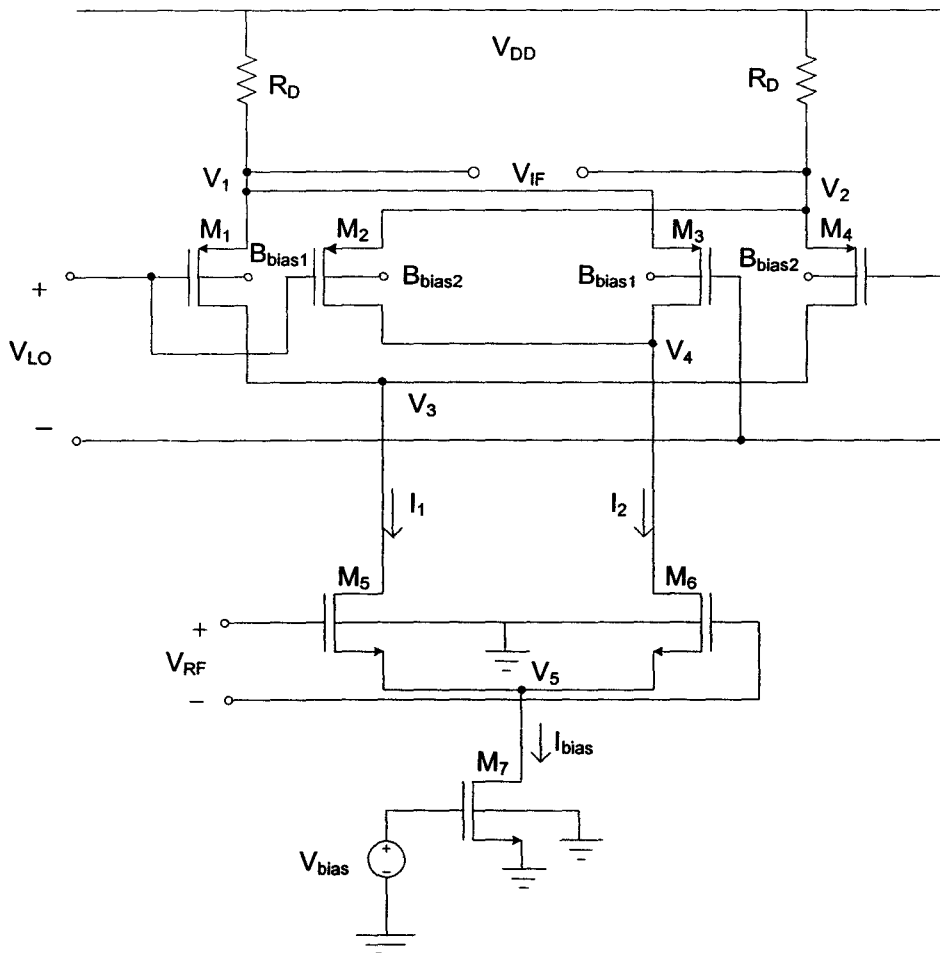 V_DD
R_D R_D
V_1 V_IF V_2
M_1 M_2 M_3 M_4
B_bias1 B_bias2 B_bias1 B_bias2
+
V_LO
V_4
V_3
−
I_1 I_2
M_5 M_6
+
V_RF
V_5
−
I_bias
M_7
+
V_bias
−